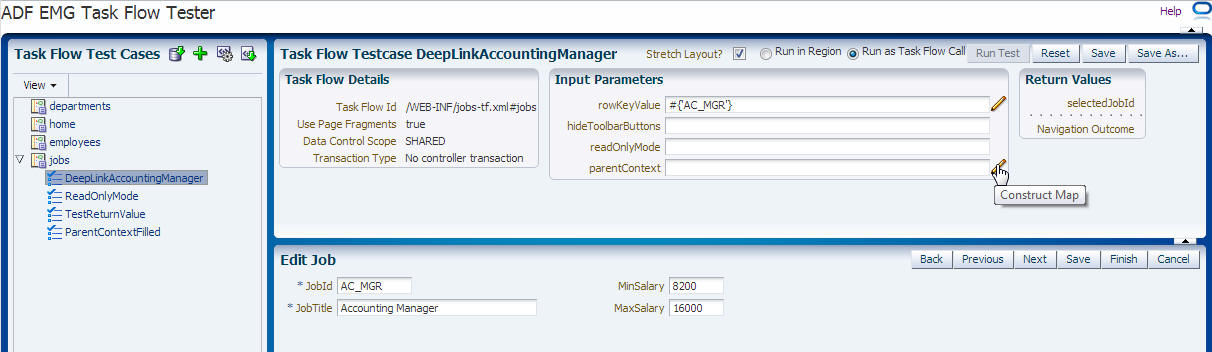 ADF EMG Task Flow Tester
Help
Task Flow Test Cases
View
departments
home
employees
jobs
DeepLinkAccountingManager
ReadOnlyMode
TestReturnValue
ParentContextFilled
Task Flow Testcase DeepLinkAccountingManager
Stretch Layout? Run in Region Run as Task Flow Call Run Test Reset Save Save As...
Task Flow Details
Task Flow Id /WEB-INF/jobs-tf.xml#jobs
Use Page Fragments true
Data Control Scope SHARED
Transaction Type No controller transaction
Input Parameters
rowKeyValue #{'AC_MGR'}
hideToolbarButtons
readOnlyMode
parentContext
Construct Map
Return Values
selectedJobId
Navigation Outcome
Edit Job
Back Previous Next Save Finish Cancel
* JobId AC_MGR MinSalary 8200
* JobTitle Accounting Manager MaxSalary 16000